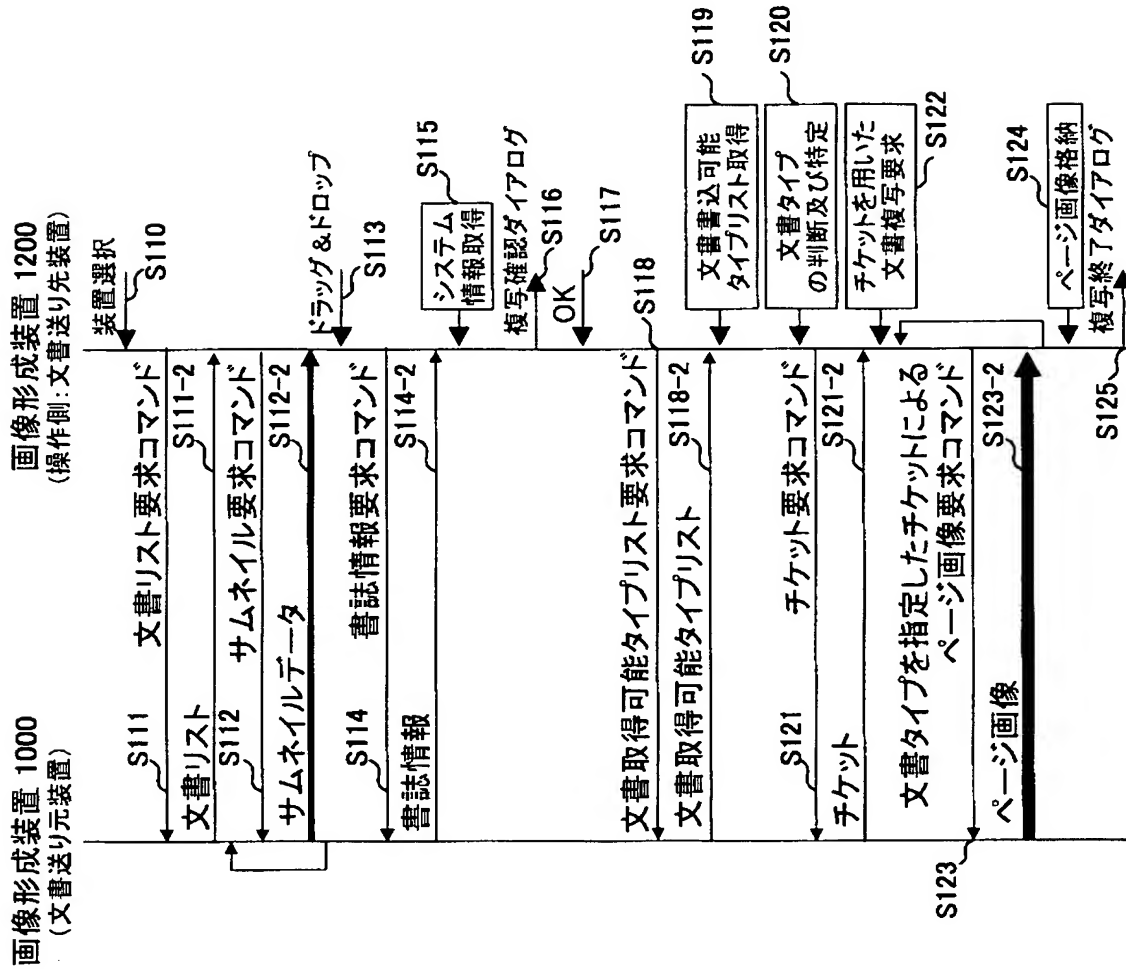 画像形成装置 1000
(文書送り元装置)
画像形成装置 1200
(操作側:文書送り先装置)
装置選択
S110
文書リスト要求コマンド
S111
文書リスト
S111-2
サムネイル要求コマンド
S112
サムネイルデータ
S112-2
ドラッグ&ドロップ
S113
書誌情報要求コマンド
S114
書誌情報
S114-2
システム
情報取得
S115
複写確認ダイアログ
S116
OK
S117
文書取得可能タイプリスト要求コマンド
S118
文書取得可能タイプリスト
S118-2
文書書込可能
タイプリスト取得
S119
文書タイプ
の判断及び特定
S120
チケット要求コマンド
S121
チケット
S121-2
チケットを用いた
文書複写要求
S122
文書タイプを指定したチケットによる
ページ画像要求コマンド
S123
ページ画像
S123-2
ページ画像格納
S124
複写終了ダイアログ
S125